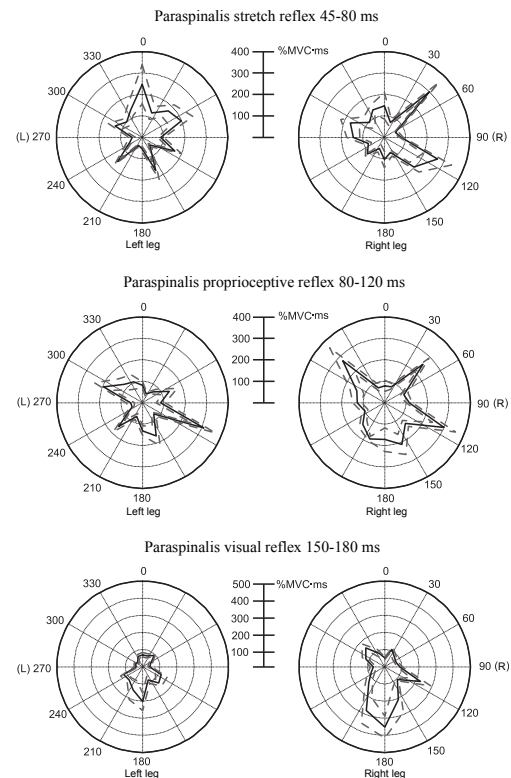 Paraspinalis stretch reflex 45-80 ms
0
330
300
(L) 270
240
210
180
Left leg
400
300
200
100
%MVC•ms
0
30
60
90 (R)
120
150
180
Right leg
Paraspinalis proprioceptive reflex 80-120 ms
0
330
300
(L) 270
240
210
180
Left leg
400
300
200
100
%MVC•ms
0
30
60
90 (R)
120
150
180
Right leg
Paraspinalis visual reflex 150-180 ms
0
330
300
(L) 270
240
210
180
Left leg
500
400
300
200
100
%MVC•ms
0
30
60
90 (R)
120
150
180
Right leg